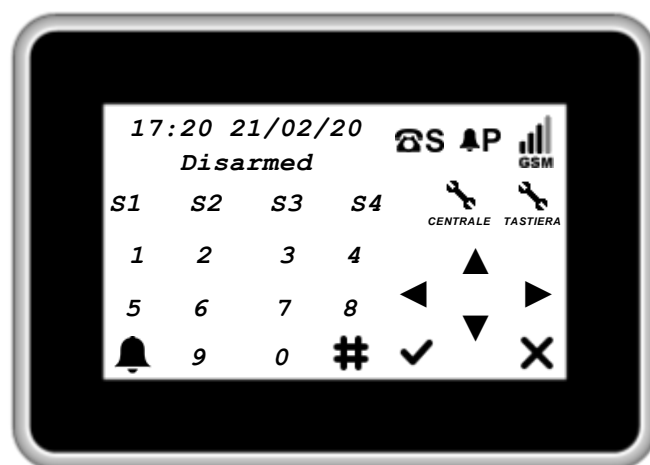 17:20 21/02/20
Disarmed
S P
GSM
S1 S2 S3 S4
CENTRALE TASTIERA
1 2 3 4
5 6 7 8
9 0 #